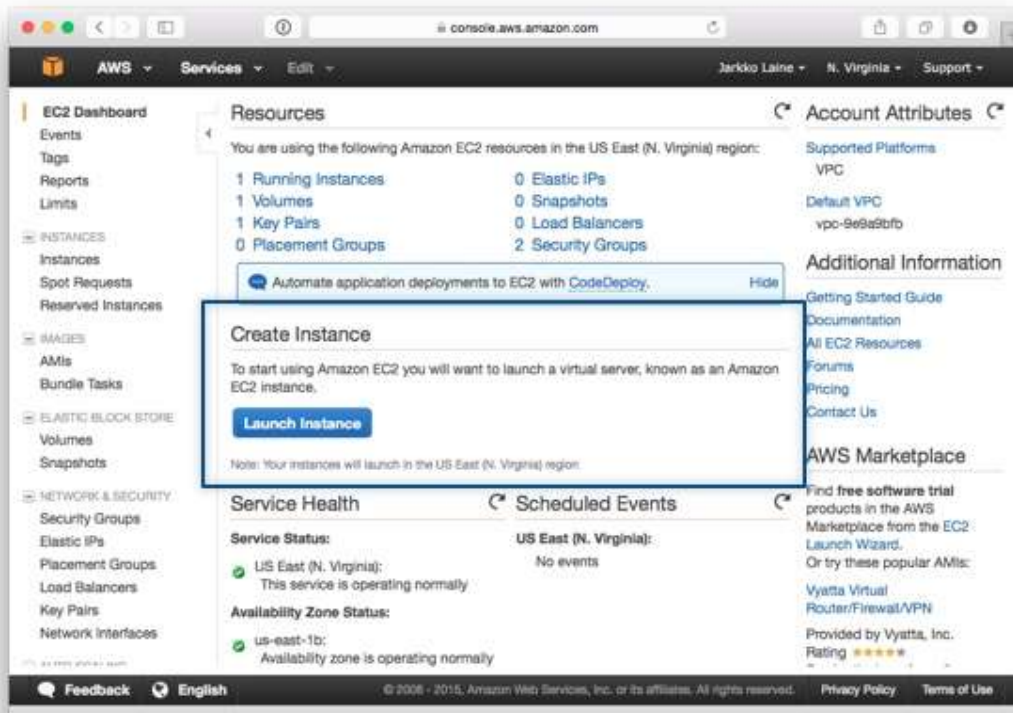 console.aws.amazon.com
AWS Services Edit Jarkko Laine N. Virginia Support
EC2 Dashboard
Events
Tags
Reports
Limits
INSTANCES
Instances
Spot Requests
Reserved Instances
IMAGES
AMIs
Bundle Tasks
ELASTIC BLOCK STORE
Volumes
Snapshots
NETWORK & SECURITY
Security Groups
Elastic IPs
Placement Groups
Load Balancers
Key Pairs
Network Interfaces
Resources
You are using the following Amazon EC2 resources in the US East (N. Virginia) region:
1 Running Instances 0 Elastic IPs
1 Volumes 0 Snapshots
1 Key Pairs 0 Load Balancers
0 Placement Groups 2 Security Groups
Automate application deployments to EC2 with CodeDeploy. Hide
Create Instance
To start using Amazon EC2 you will want to launch a virtual server, known as an Amazon
EC2 instance.
Launch Instance
Note: Your instances will launch in the US East (N. Virginia) region
Service Health
Service Status:
US East (N. Virginia):
This service is operating normally
Availability Zone Status:
us-east-1b:
Availability zone is operating normally
Scheduled Events
US East (N. Virginia):
No events
Account Attributes
Supported Platforms
VPC
Default VPC
vpc-9e9a9bfb
Additional Information
Getting Started Guide
Documentation
All EC2 Resources
Forums
Pricing
Contact Us
AWS Marketplace
Find free software trial
products in the AWS
Marketplace from the EC2
Launch Wizard.
Or try these popular AMIs:
Vyatta Virtual
Router/Firewall/VPN
Provided by Vyatta, Inc.
Rating
Feedback English © 2008 - 2015, Amazon Web Services, Inc. or its affiliates. All rights reserved. Privacy Policy Terms of Use